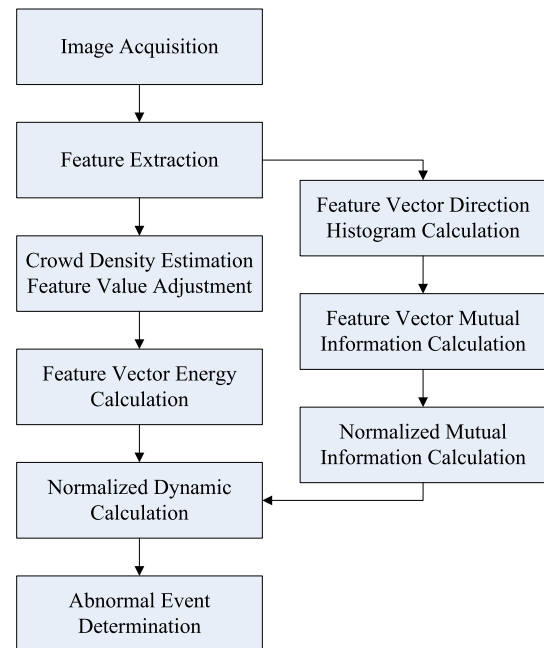 Image Acquisition
Feature Extraction
Feature Vector Direction
Histogram Calculation
Crowd Density Estimation
Feature Value Adjustment
Feature Vector Mutual
Information Calculation
Feature Vector Energy
Calculation
Normalized Mutual
Information Calculation
Normalized Dynamic
Calculation
Abnormal Event
Determination